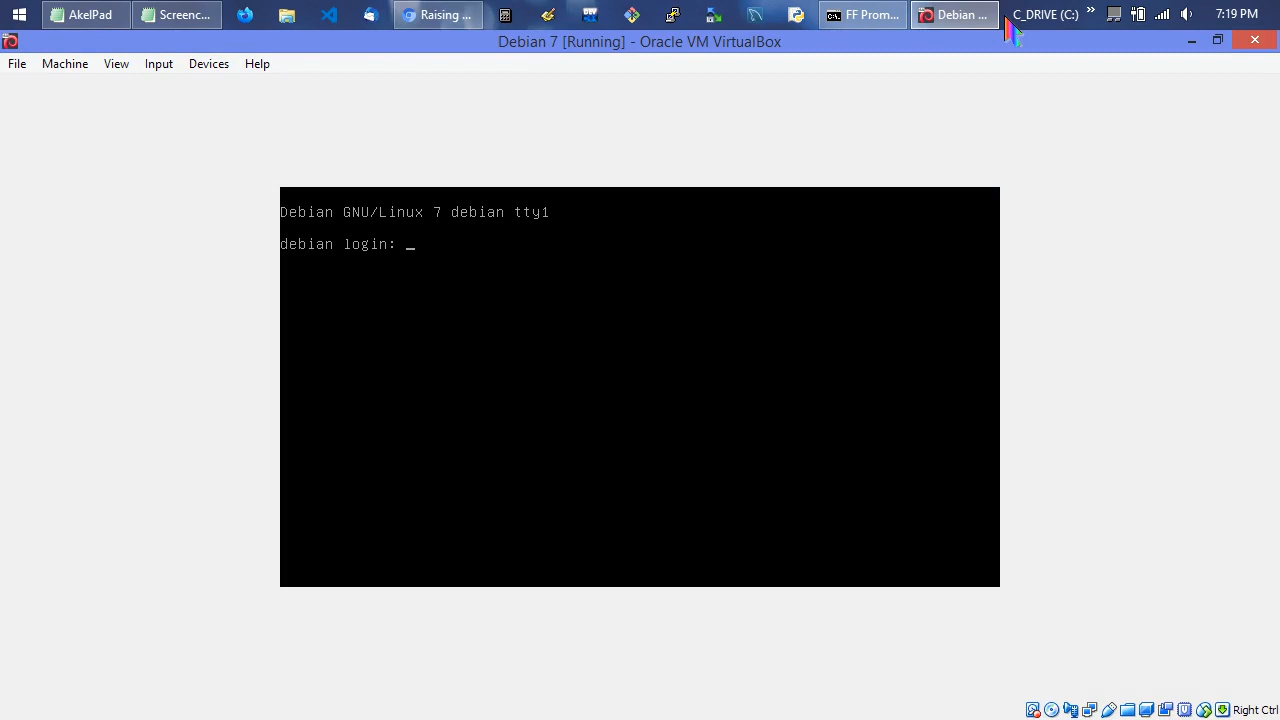 AkelPad
Screenc...
Raising ...
FF Prom...
Debian ...
C_DRIVE (C:)
7:19 PM
Debian 7 [Running] - Oracle VM VirtualBox
File Machine View Input Devices Help
Debian GNU/Linux 7 debian tty1
debian login: _
Right Ctrl